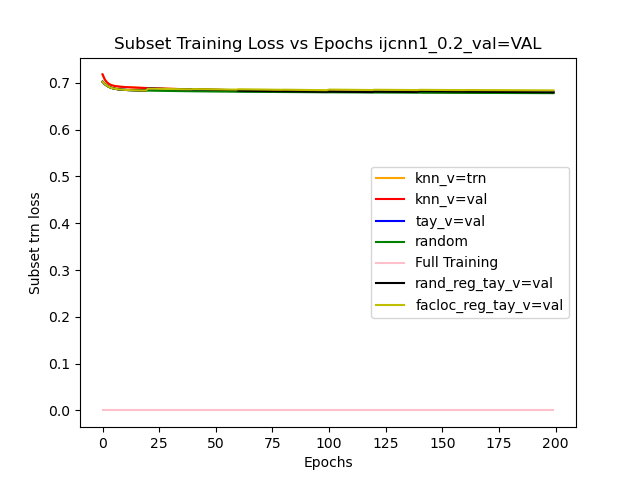 Subset Training Loss vs Epochs ijcnn1_0.2_val=VAL
0.7
0.6
0.5
0.4
0.3
0.2
0.1
0.0
Subset trn loss
knn_v=trn
knn_v=val
tay_v=val
random
Full Training
rand_reg_tay_v=val
facloc_reg_tay_v=val
0 25 50 75 100 125 150 175 200
Epochs